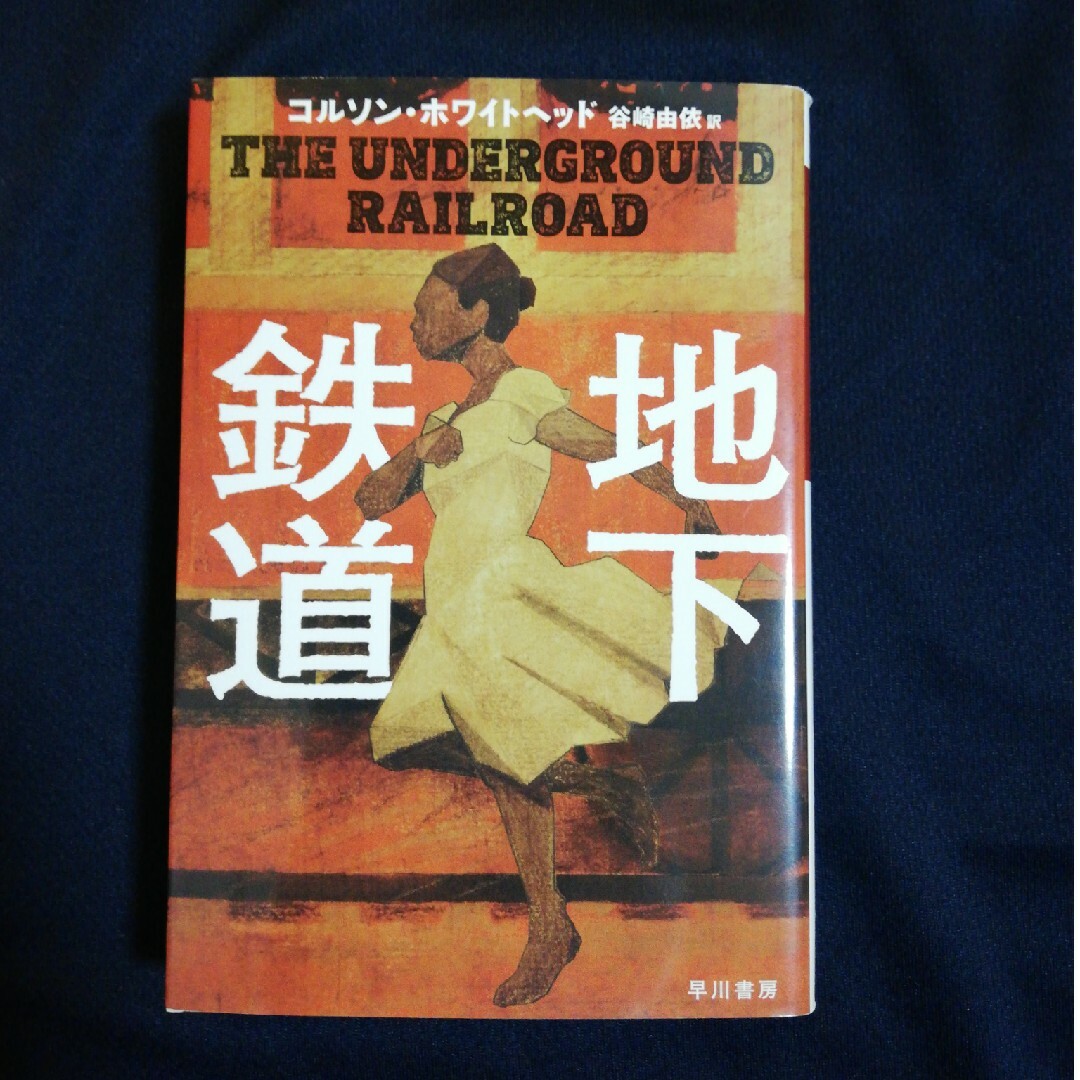 コルソン・ホワイトヘッド 谷崎由依 訳
THE UNDERGROUND
RAILROAD
地下
鉄道
早川書房